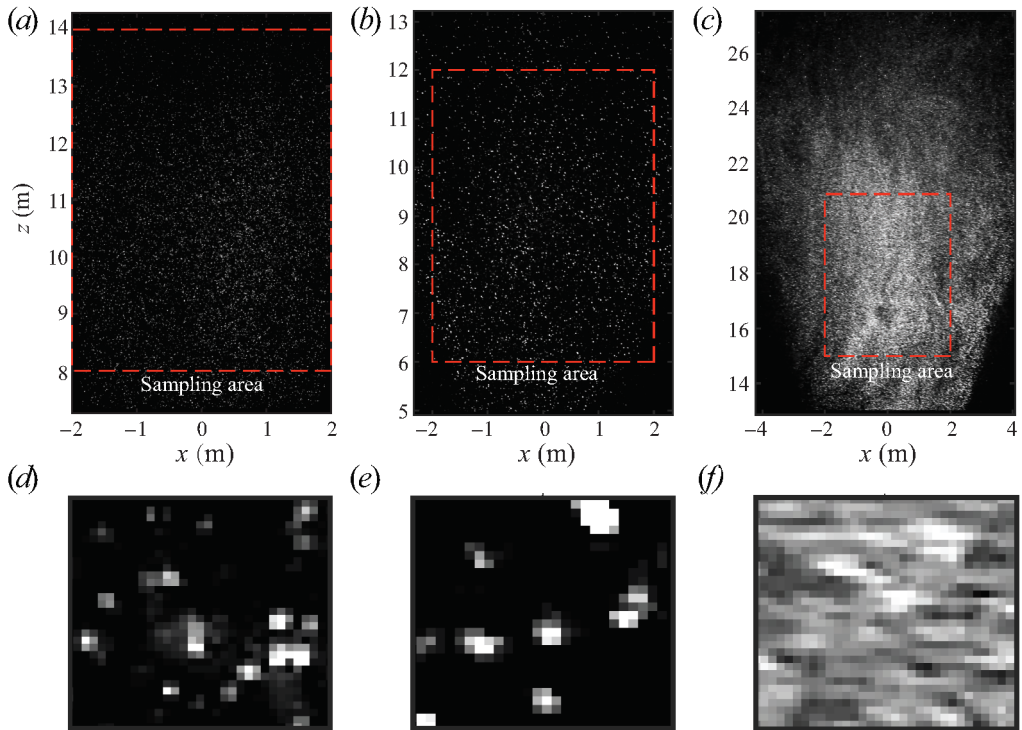 (a)
(b)
(c)
14
13
12
11
10
9
8
z (m)
Sampling area
–2
–1
0
1
2
x (m)
13
12
11
10
9
8
7
6
5
Sampling area
–2
–1
0
1
2
x (m)
26
24
22
20
18
16
14
Sampling area
–4
–2
0
2
4
x (m)
(d)
(e)
(f)